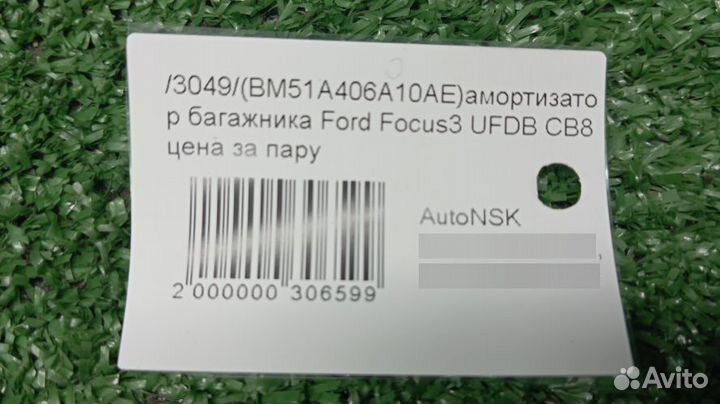 /3049/(BM51A406A10AE)амортизато
р багажника Ford Focus3 UFDB CB8
цена за пару
AutoNSK
2 000000 306599
Avito